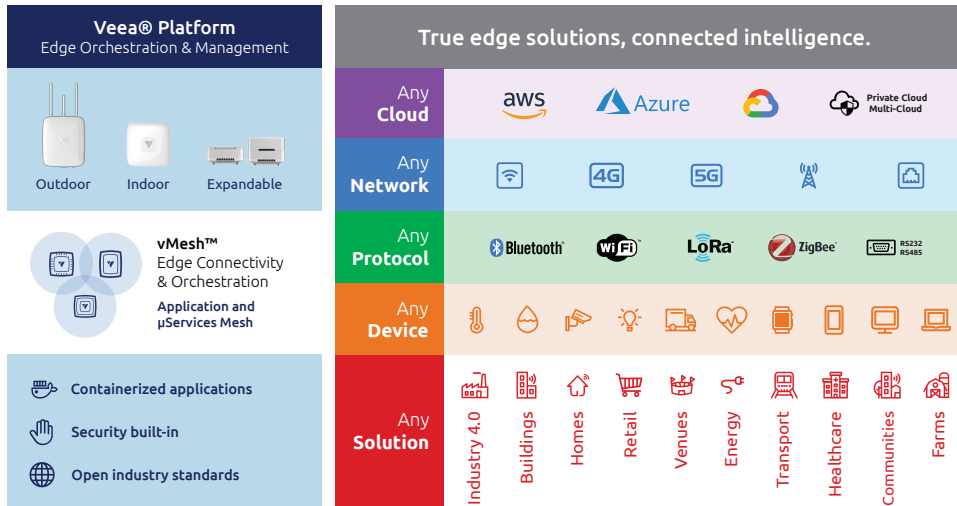 Veea® Platform
Edge Orchestration & Management
Outdoor
Indoor
Expandable
vMesh™
Edge Connectivity
& Orchestration
Application and
µServices Mesh
Containerized applications
Security built-in
Open industry standards
True edge solutions, connected intelligence.
Any
Cloud
aws
Azure
Private Cloud
Multi-Cloud
Any
Network
4G
5G
Any
Protocol
Bluetooth®
WiFi™
LoRa™
ZigBee®
RS232
RS485
Any
Device
Any
Solution
Industry 4.0
Buildings
Homes
Retail
Venues
Energy
Transport
Healthcare
Communities
Farms